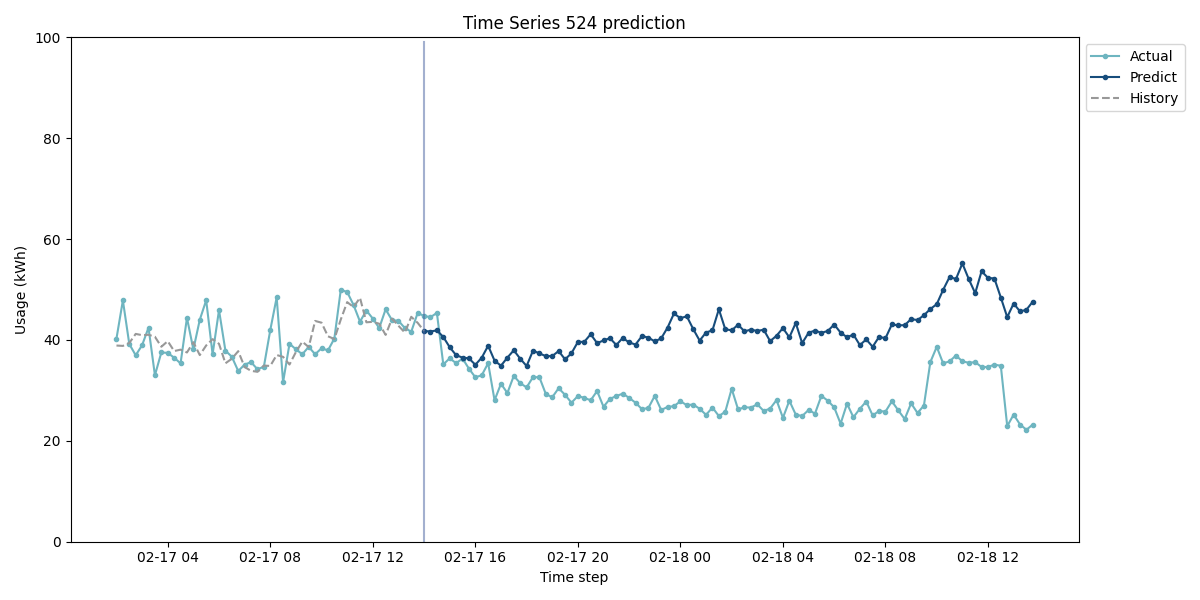 Time Series 524 prediction
100
80
60
40
20
0
Usage (kWh)
02-17 04
02-17 08
02-17 12
02-17 16
02-17 20
02-18 00
02-18 04
02-18 08
02-18 12
Time step
Actual
Predict
History